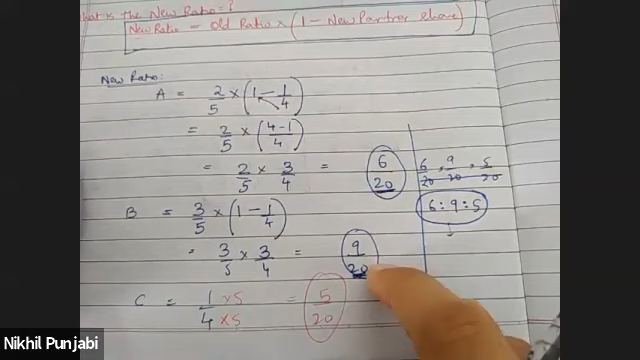 What is the New Ratio?
New Ratio = Old Ratio × (1 - New Partner share)
New Ratio:
A = 2/5 × (1 - 1/4)
= 2/5 × (4-1/4)
= 2/5 × 3/4 = 6/20
6/20 : 9/20 : 5/20
6 : 9 : 5
B = 3/5 × (1 - 1/4)
= 3/5 × 3/4 = 9/20
C = 1/4 ×5/×5 = 5/20
Nikhil Punjabi